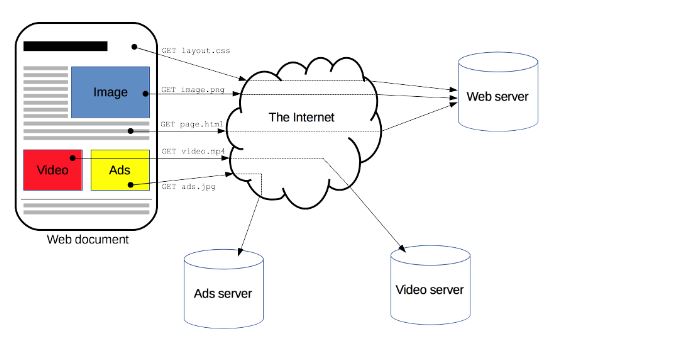 GET layout.css
GET image.png
Image
Web server
The Internet
GET page.html
GET video.mp4
Video
Ads
GET ads.jpg
Web document
Ads server
Video server